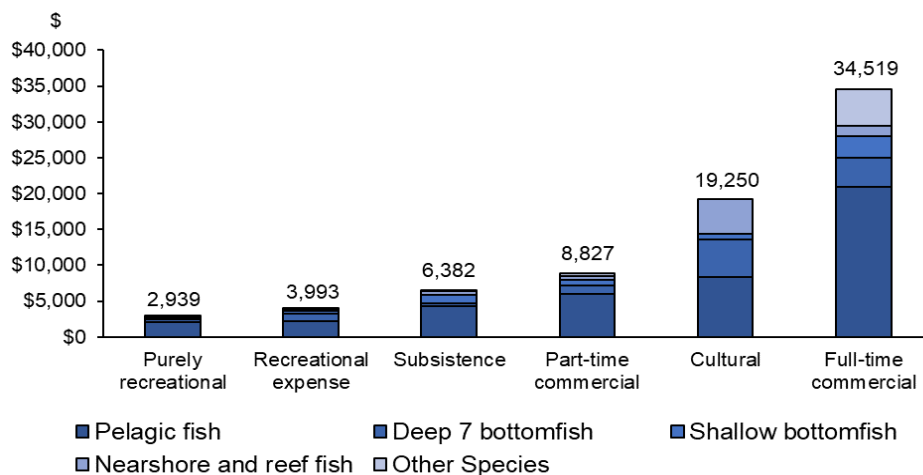 $
$40,000
$35,000
$30,000
$25,000
$20,000
$15,000
$10,000
$5,000
$0
2,939
3,993
6,382
8,827
19,250
34,519
Purely
recreational
Recreational
expense
Subsistence
Part-time
commercial
Cultural
Full-time
commercial
Pelagic fish
Deep 7 bottomfish
Shallow bottomfish
Nearshore and reef fish
Other Species